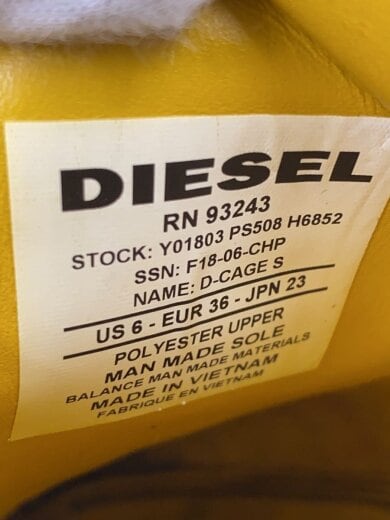 DIESEL
RN 93243
STOCK: Y01803 PS508 H6852
SSN: F18-06-CHP
NAME: D-CAGE S
US 6 - EUR 36 - JPN 23
POLYESTER UPPER
MAN MADE SOLE
BALANCE MAN MADE MATERIALS
MADE IN VIETNAM
FABRIQUE EN VIETNAM